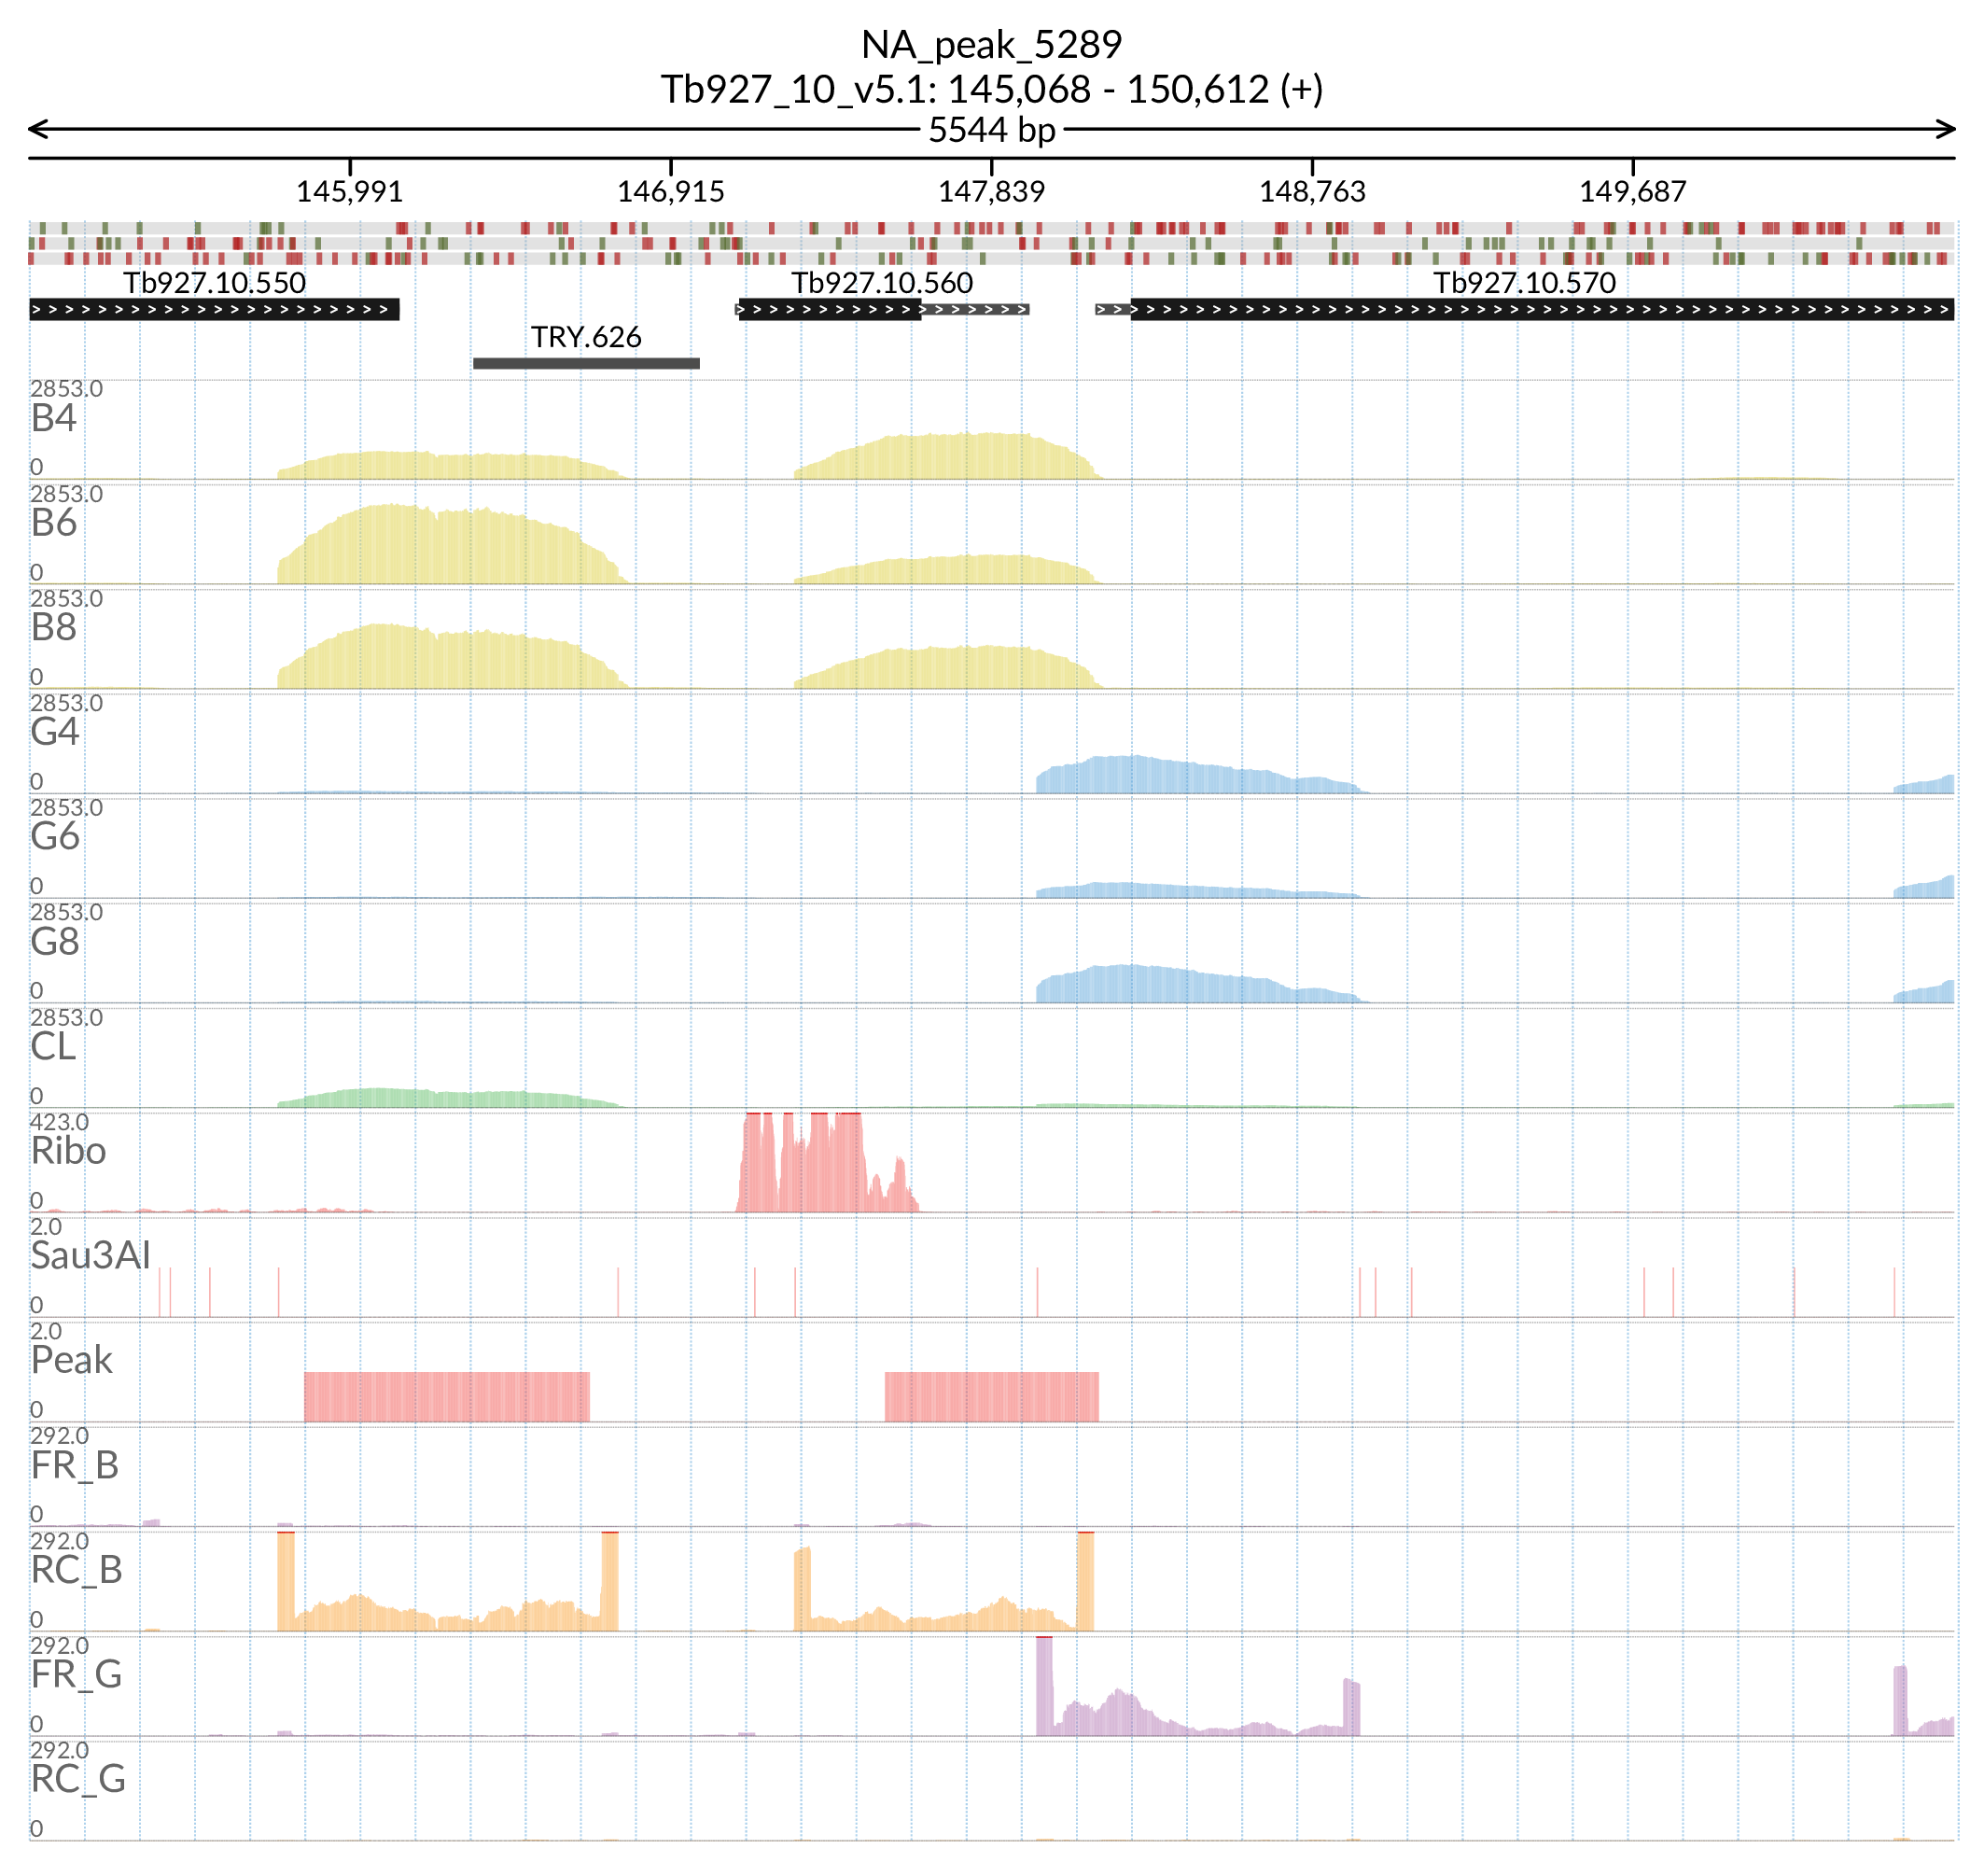 NA_peak_5289
Tb927_10_v5.1: 145,068 - 150,612 (+)
5544 bp
145,991 146,915 147,839 148,763 149,687
Tb927.10.550 Tb927.10.560 Tb927.10.570
TRY.626
2853.0
B4
0
2853.0
B6
0
2853.0
B8
0
2853.0
G4
0
2853.0
G6
0
2853.0
G8
0
2853.0
CL
0
423.0
Ribo
0
2.0
Sau3AI
0
2.0
Peak
0
292.0
FR_B
0
292.0
RC_B
0
292.0
FR_G
0
292.0
RC_G
0